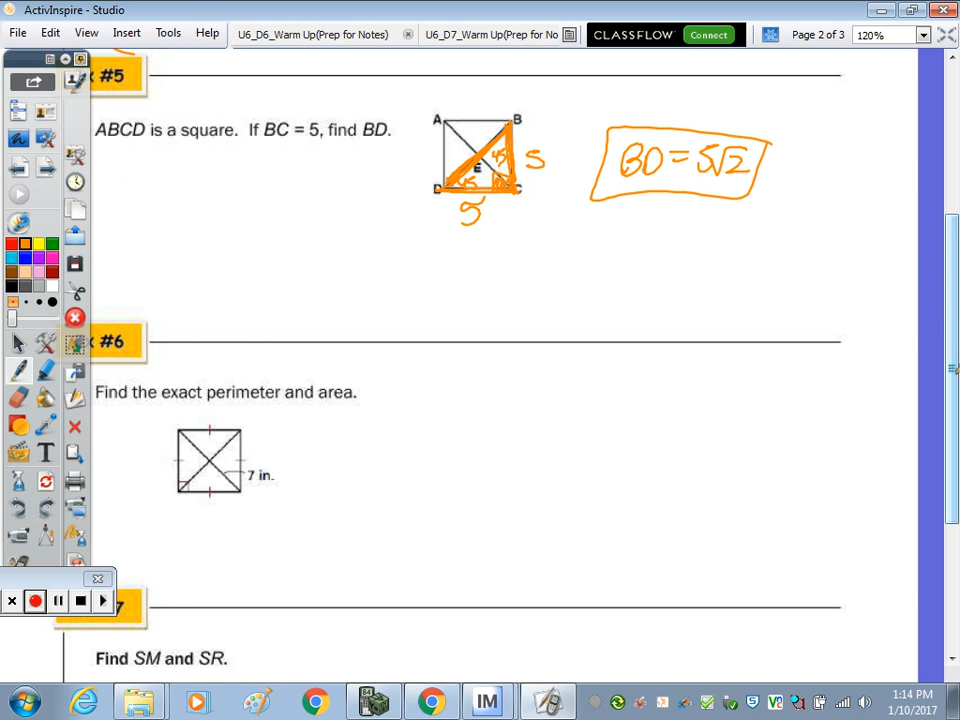 ActivInspire - Studio
File Edit View Insert Tools Help U6_D6_Warm Up(Prep for Notes) U6_D7_Warm Up(Prep for No CLASSFLOW Connect Page 2 of 3 120%
x #5
ABCD is a square. If BC = 5, find BD.
A B
45 5
E
45
D C
5
BD = 5√2
x #6
Find the exact perimeter and area.
7 in.
7
Find SM and SR.
84
IM
1:14 PM
1/10/2017